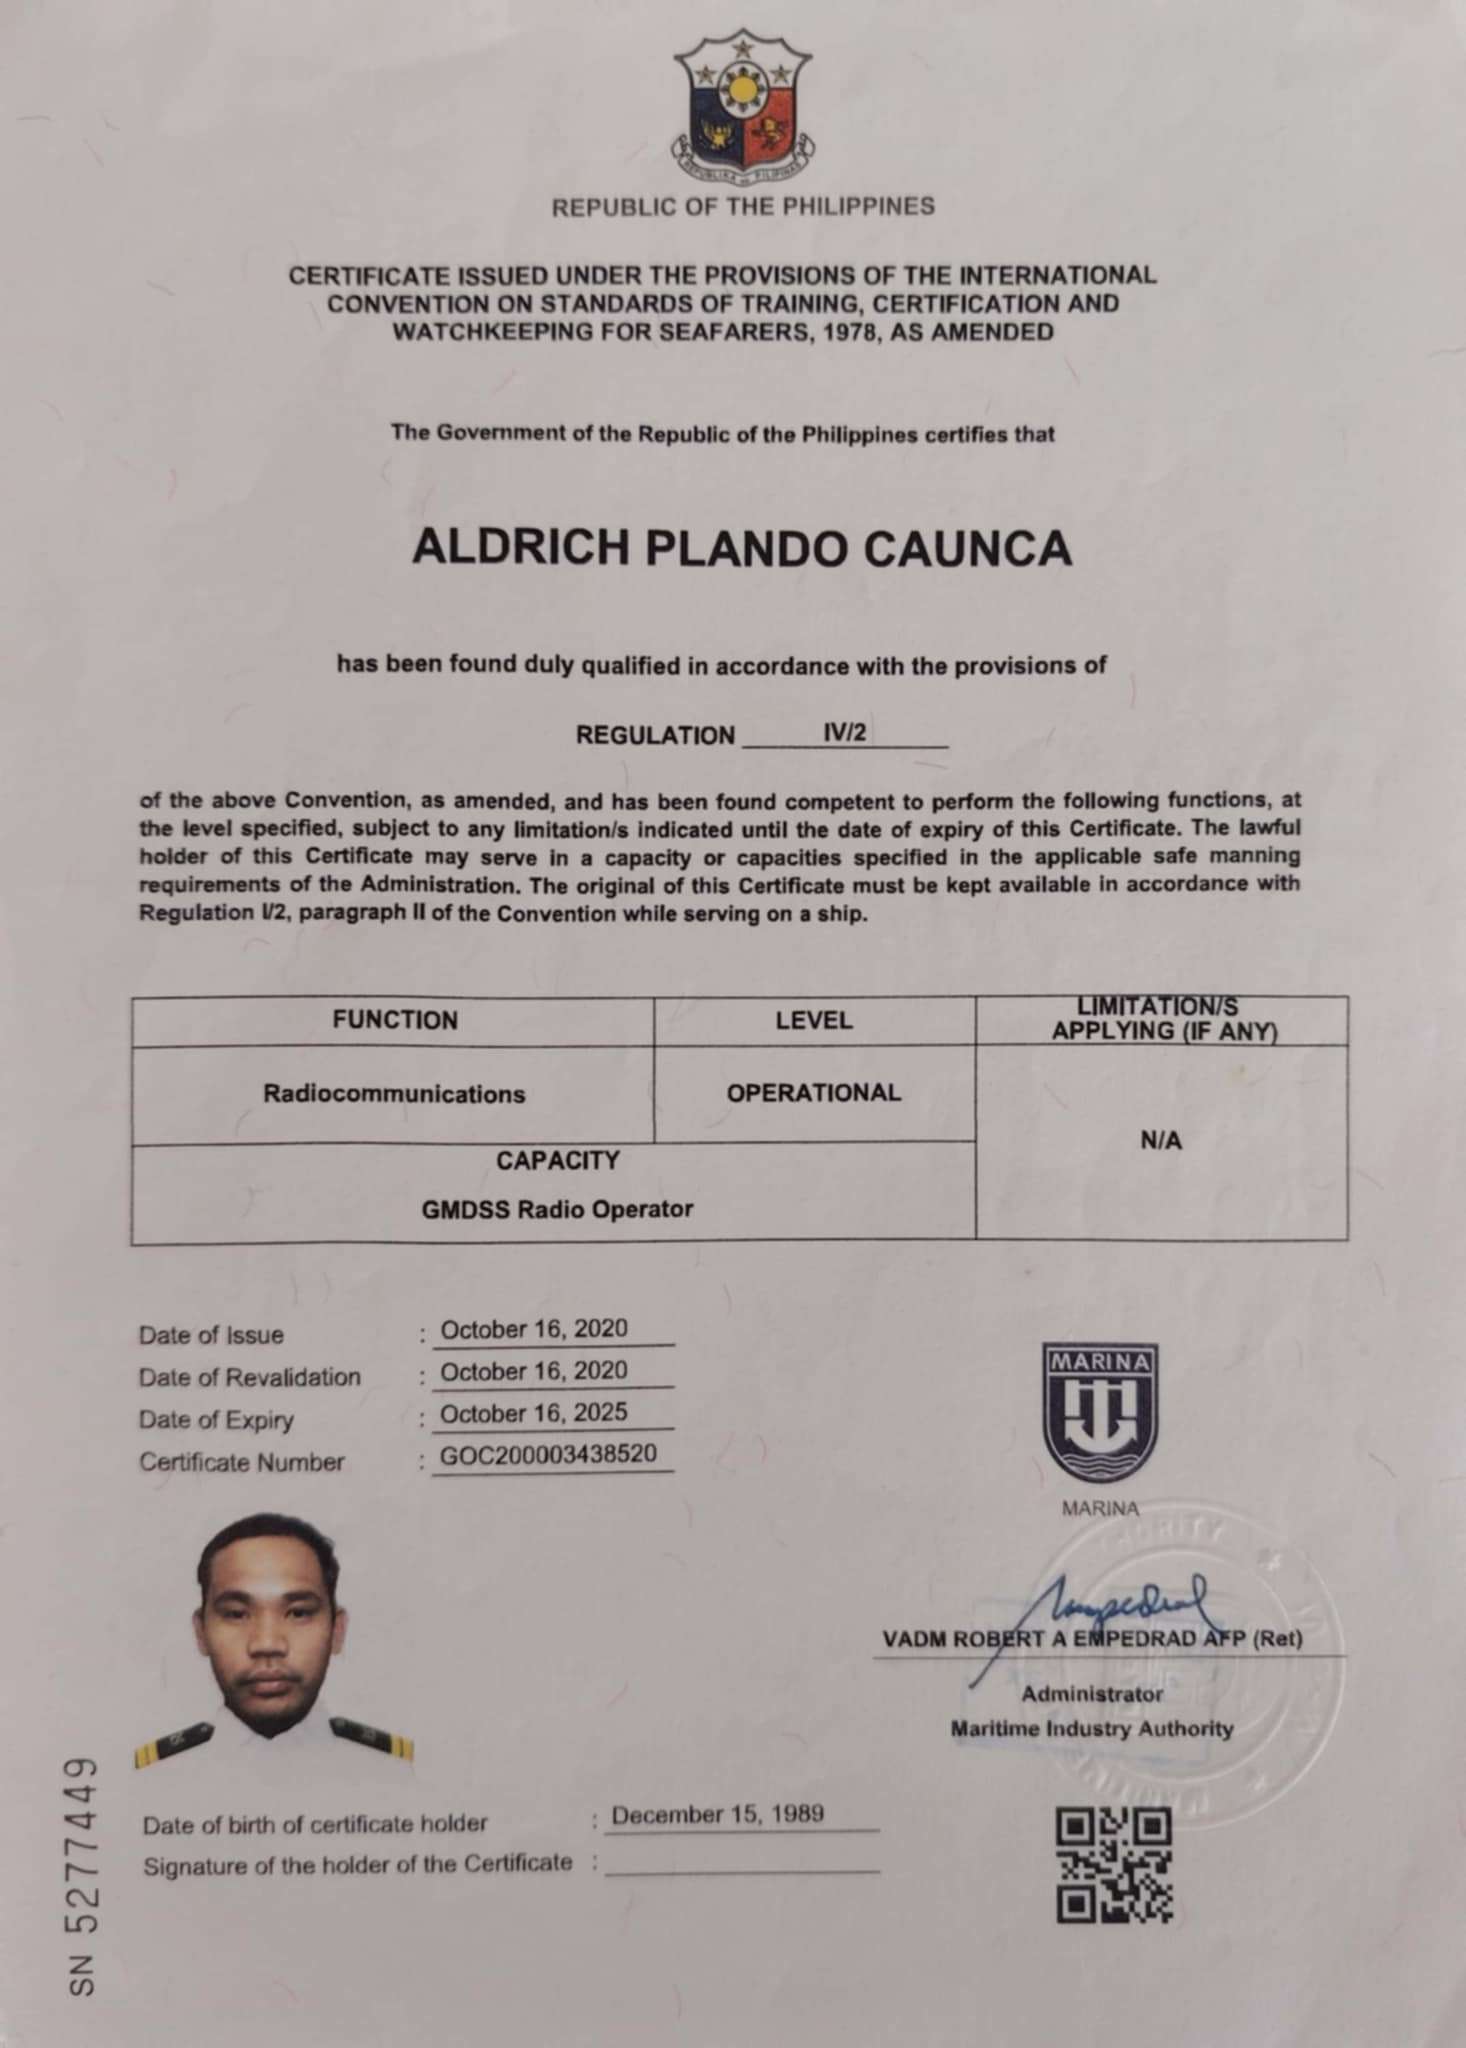 REPUBLIKA NG PILIPINAS
REPUBLIC OF THE PHILIPPINES
CERTIFICATE ISSUED UNDER THE PROVISIONS OF THE INTERNATIONAL
CONVENTION ON STANDARDS OF TRAINING, CERTIFICATION AND
WATCHKEEPING FOR SEAFARERS, 1978, AS AMENDED
The Government of the Republic of the Philippines certifies that
ALDRICH PLANDO CAUNCA
has been found duly qualified in accordance with the provisions of
REGULATION IV/2
of the above Convention, as amended, and has been found competent to perform the following functions, at
the level specified, subject to any limitation/s indicated until the date of expiry of this Certificate. The lawful
holder of this Certificate may serve in a capacity or capacities specified in the applicable safe manning
requirements of the Administration. The original of this Certificate must be kept available in accordance with
Regulation I/2, paragraph II of the Convention while serving on a ship.
FUNCTION LEVEL LIMITATION/S
APPLYING (IF ANY)
Radiocommunications OPERATIONAL
N/A
CAPACITY
GMDSS Radio Operator
Date of Issue : October 16, 2020
Date of Revalidation : October 16, 2020
Date of Expiry : October 16, 2025
Certificate Number : GOC200003438520
MARINA
MARINA
VADM ROBERT A EMPEDRAD AFP (Ret)
Administrator
Maritime Industry Authority
Date of birth of certificate holder : December 15, 1989
Signature of the holder of the Certificate :
SN 5277449